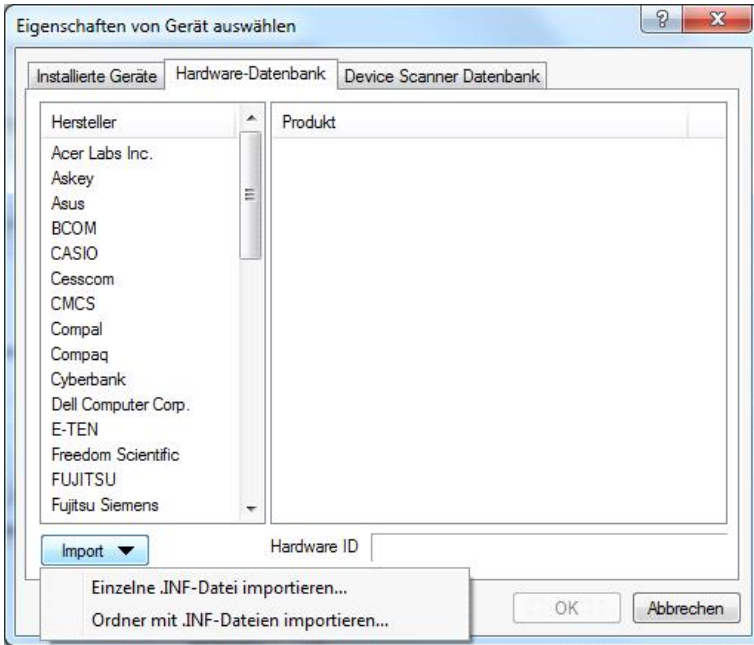 Eigenschaften von Gerät auswählen
Installierte Geräte Hardware-Datenbank Device Scanner Datenbank
Hersteller Produkt
Acer Labs Inc.
Askey
Asus
BCOM
CASIO
Cesscom
CMCS
Compal
Compaq
Cyberbank
Dell Computer Corp.
E-TEN
Freedom Scientific
FUJITSU
Fujitsu Siemens
Import Hardware ID
Einzelne .INF-Datei importieren...
Ordner mit .INF-Dateien importieren...
OK Abbrechen